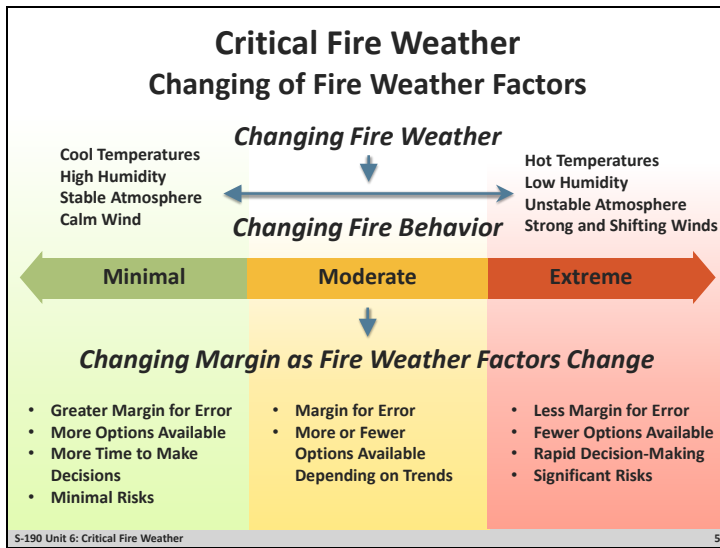 Critical Fire Weather
Changing of Fire Weather Factors
Changing Fire Weather
Cool Temperatures
High Humidity
Stable Atmosphere
Calm Wind
Hot Temperatures
Low Humidity
Unstable Atmosphere
Strong and Shifting Winds
Changing Fire Behavior
Minimal
Moderate
Extreme
Changing Margin as Fire Weather Factors Change
• Greater Margin for Error
• More Options Available
• More Time to Make
Decisions
• Minimal Risks
• Margin for Error
• More or Fewer
Options Available
Depending on Trends
• Less Margin for Error
• Fewer Options Available
• Rapid Decision-Making
• Significant Risks
S-190 Unit 6: Critical Fire Weather
5